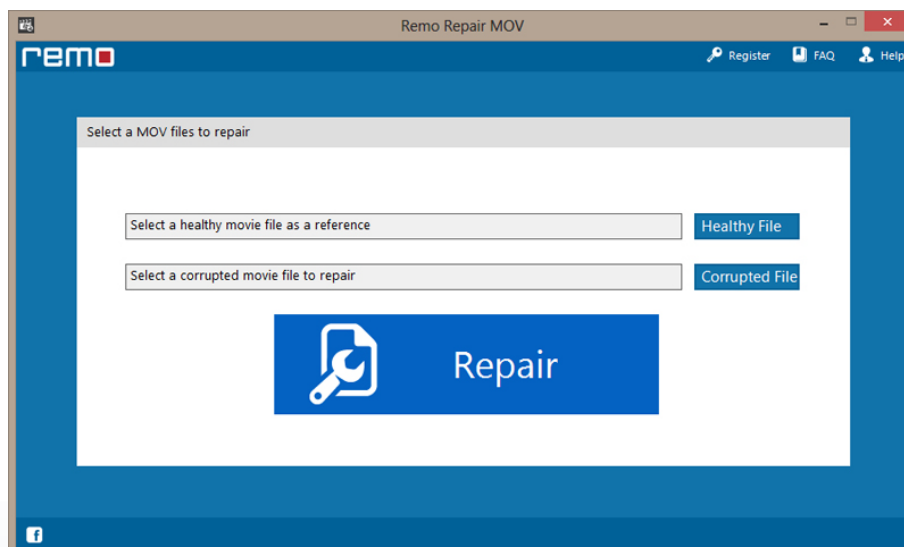 Remo Repair MOV
remo
Register
FAQ
Help
Select a MOV files to repair
Select a healthy movie file as a reference
Healthy File
Select a corrupted movie file to repair
Corrupted File
Repair
f